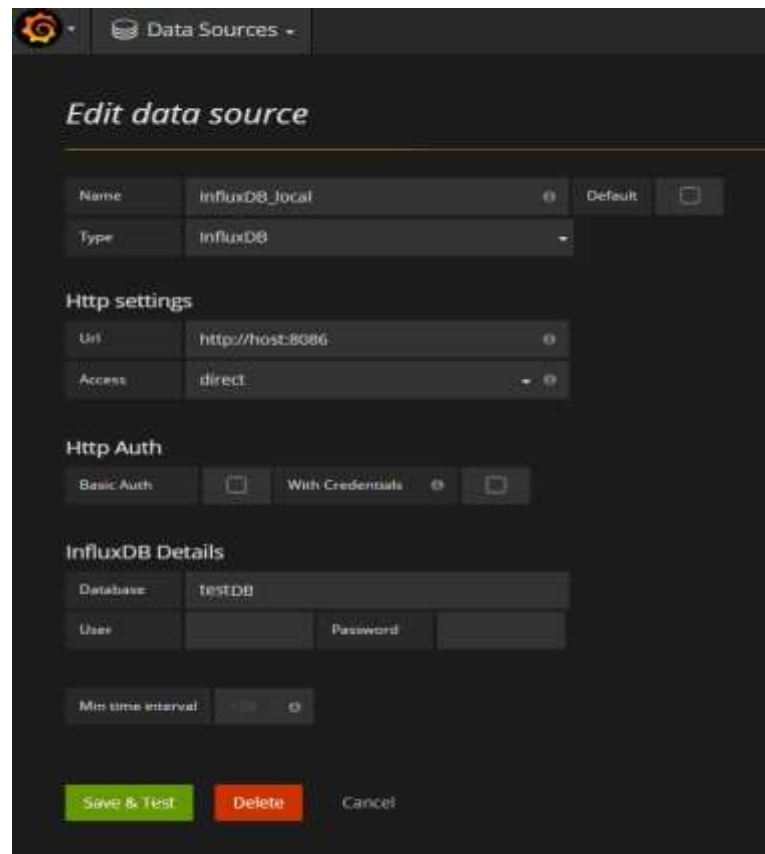 Data Sources
Edit data source
Name InfluxDB_local Default
Type InfluxDB
Http settings
Url http://host:8086
Access direct
Http Auth
Basic Auth With Credentials
InfluxDB Details
Database testDB
User Password
Min time interval
Save & Test Delete Cancel